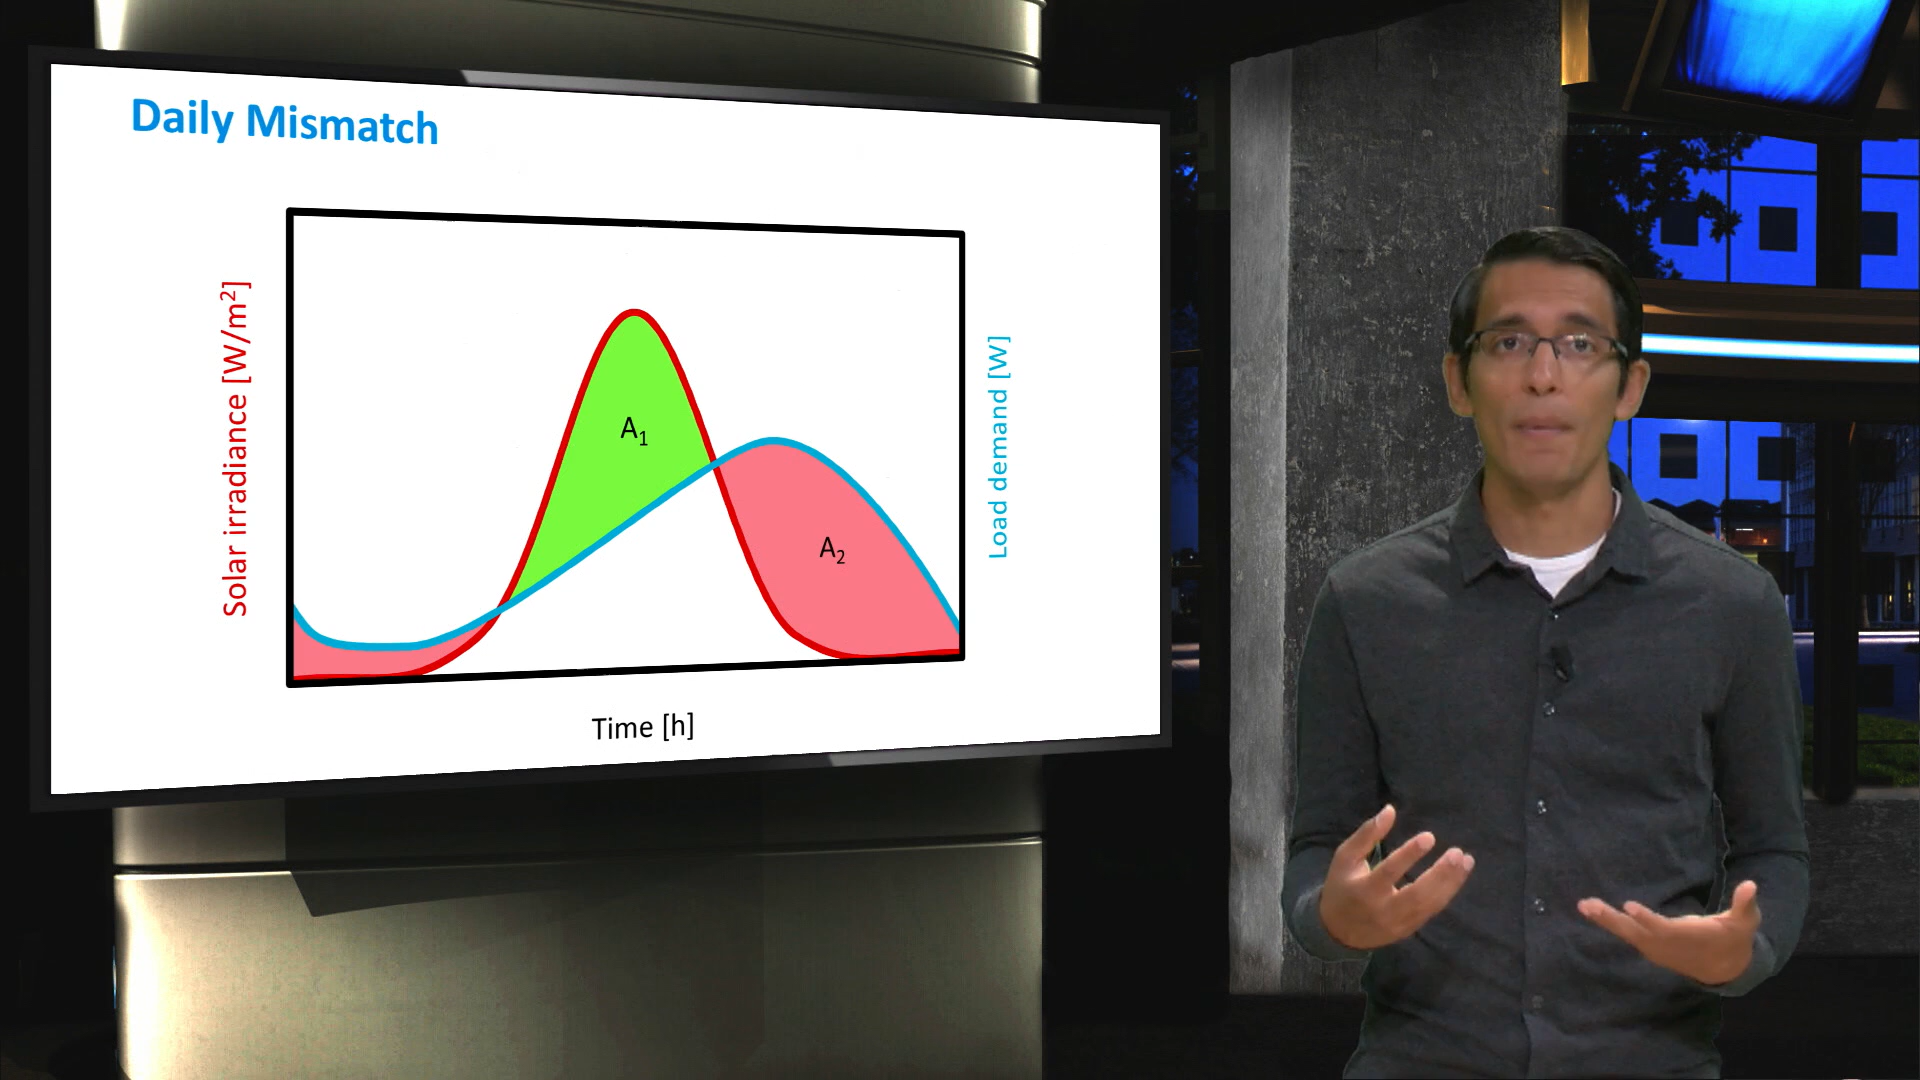 Daily Mismatch
Solar irradiance [W/m²]
A₁
A₂
Load demand [W]
Time [h]